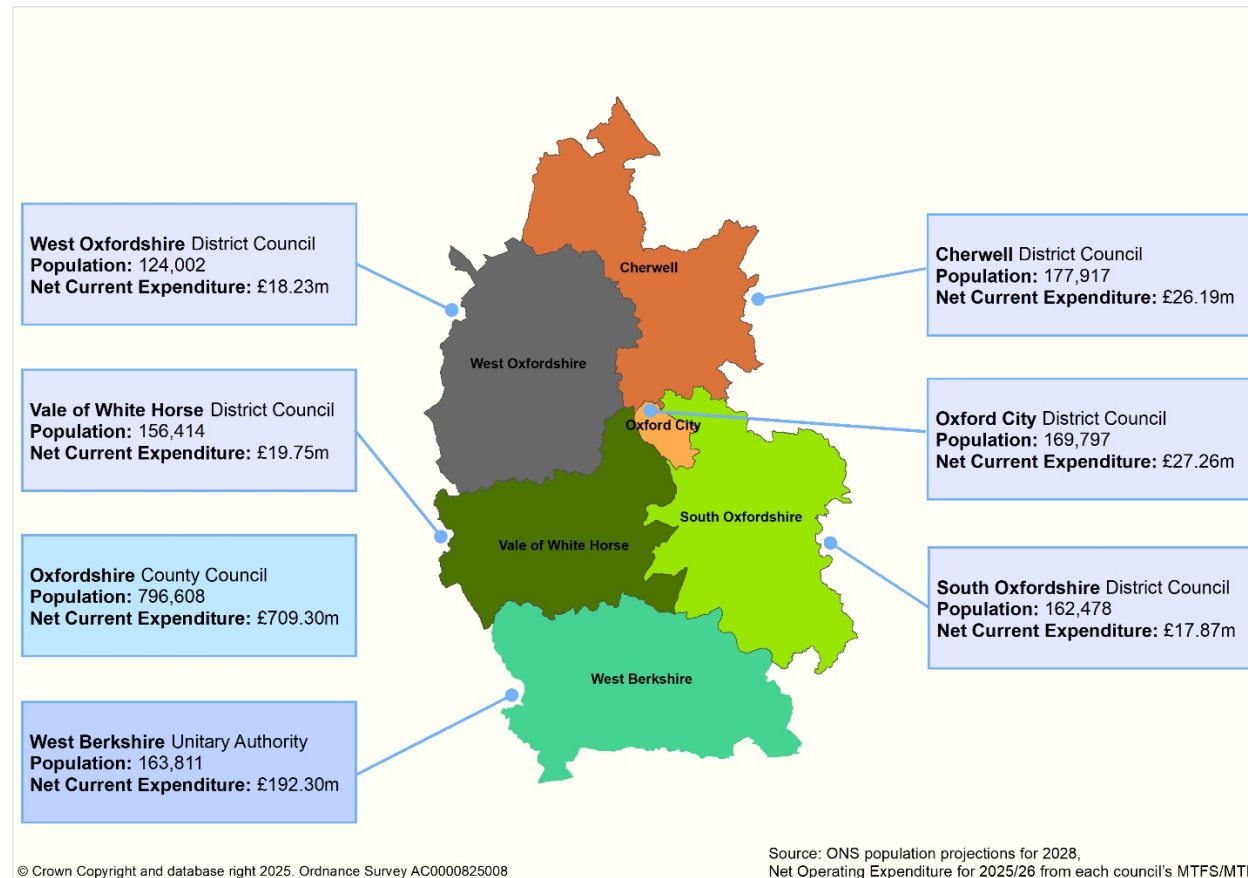 West Oxfordshire District Council
Population: 124,002
Net Current Expenditure: £18.23m
Vale of White Horse District Council
Population: 156,414
Net Current Expenditure: £19.75m
Oxfordshire County Council
Population: 796,608
Net Current Expenditure: £709.30m
West Berkshire Unitary Authority
Population: 163,811
Net Current Expenditure: £192.30m
Cherwell
West Oxfordshire
Oxford City
South Oxfordshire
Vale of White Horse
West Berkshire
Cherwell District Council
Population: 177,917
Net Current Expenditure: £26.19m
Oxford City District Council
Population: 169,797
Net Current Expenditure: £27.26m
South Oxfordshire District Council
Population: 162,478
Net Current Expenditure: £17.87m
© Crown Copyright and database right 2025. Ordnance Survey AC0000825008
Source: ONS population projections for 2028,
Net Operating Expenditure for 2025/26 from each council's MTFS/